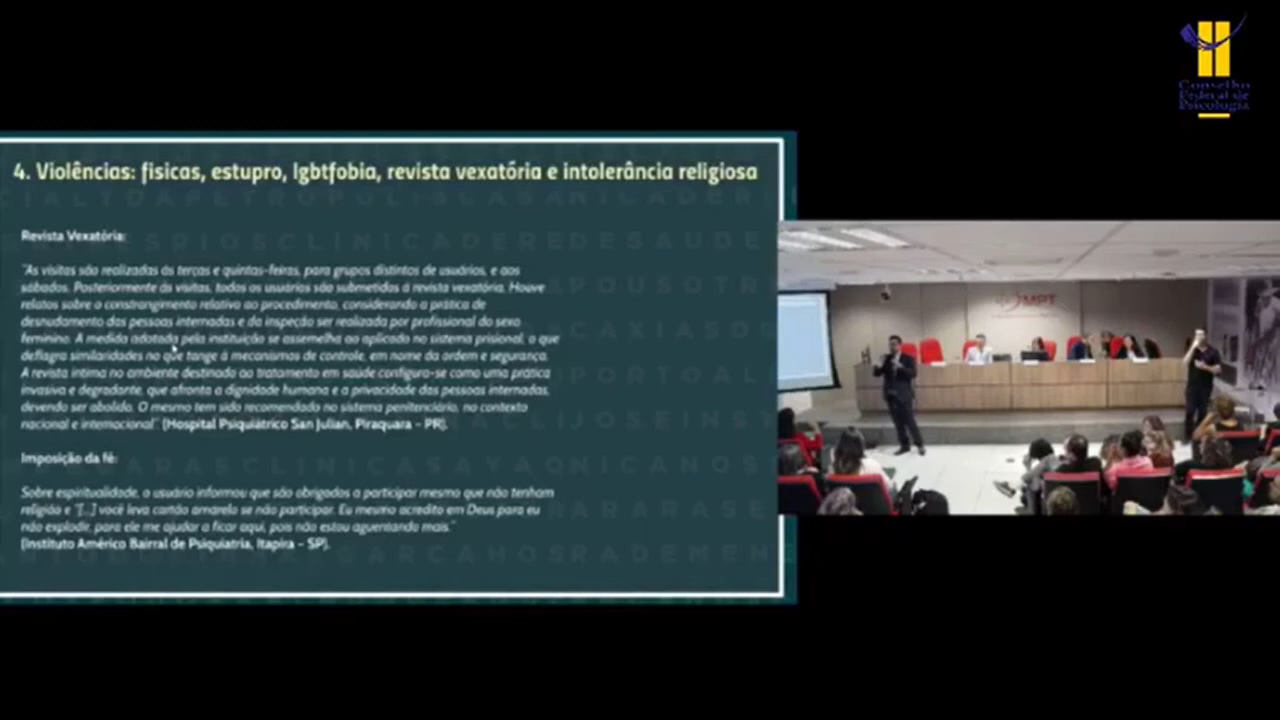 Conselho
Federal de
Psicologia
4. Violências: físicas, estupro, lgbtfobia, revista vexatória e intolerância religiosa
Revista Vexatória:
"As visitas são realizadas às terças e quintas-feiras, para grupos distintos de usuários, e aos
sábados. Posteriormente às visitas, todos os usuários são submetidos à revista vexatória. Houve
relatos sobre o constrangimento relativo ao procedimento, considerando a prática de
desnudamento das pessoas internadas e da inspeção ser realizada por profissional do sexo
feminino. A medida adotada pela instituição se assemelha ao aplicado no sistema prisional, o que
deflagra similaridades no que tange à mecanismos de controle, em nome da ordem e segurança.
A revista íntima no ambiente destinado ao tratamento em saúde configura-se como uma prática
invasiva e degradante, que afronta a dignidade humana e a privacidade das pessoas internadas,
devendo ser abolida. O mesmo tem sido recomendado no sistema penitenciário, no contexto
nacional e internacional" (Hospital Psiquiátrico San Julian, Piraquara - PR).
Imposição da fé:
Sobre espiritualidade, o usuário informou que são obrigados a participar mesmo que não tenham
religião e "[...] você leva cartão amarelo se não participar. Eu mesmo acredito em Deus para eu
não explodir, para ele me ajudar a ficar aqui, pois não estou aguentando mais."
(Instituto Américo Bairral de Psiquiatria, Itapira - SP).
MPT